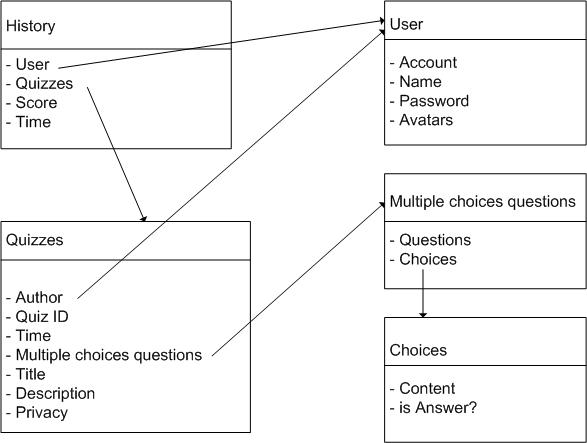 History
- User
- Quizzes
- Score
- Time
User
- Account
- Name
- Password
- Avatars
Quizzes
- Author
- Quiz ID
- Time
- Multiple choices questions
- Title
- Description
- Privacy
Multiple choices questions
- Questions
- Choices
Choices
- Content
- is Answer?